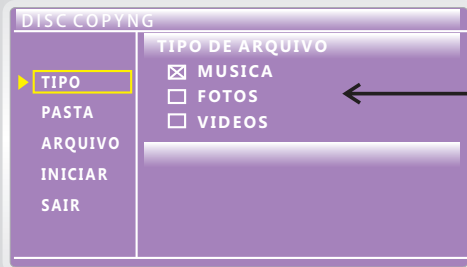 DISC COPYNG
TIPO DE ARQUIVO
MUSICA
FOTOS
VIDEOS
TIPO
PASTA
ARQUIVO
INICIAR
SAIR